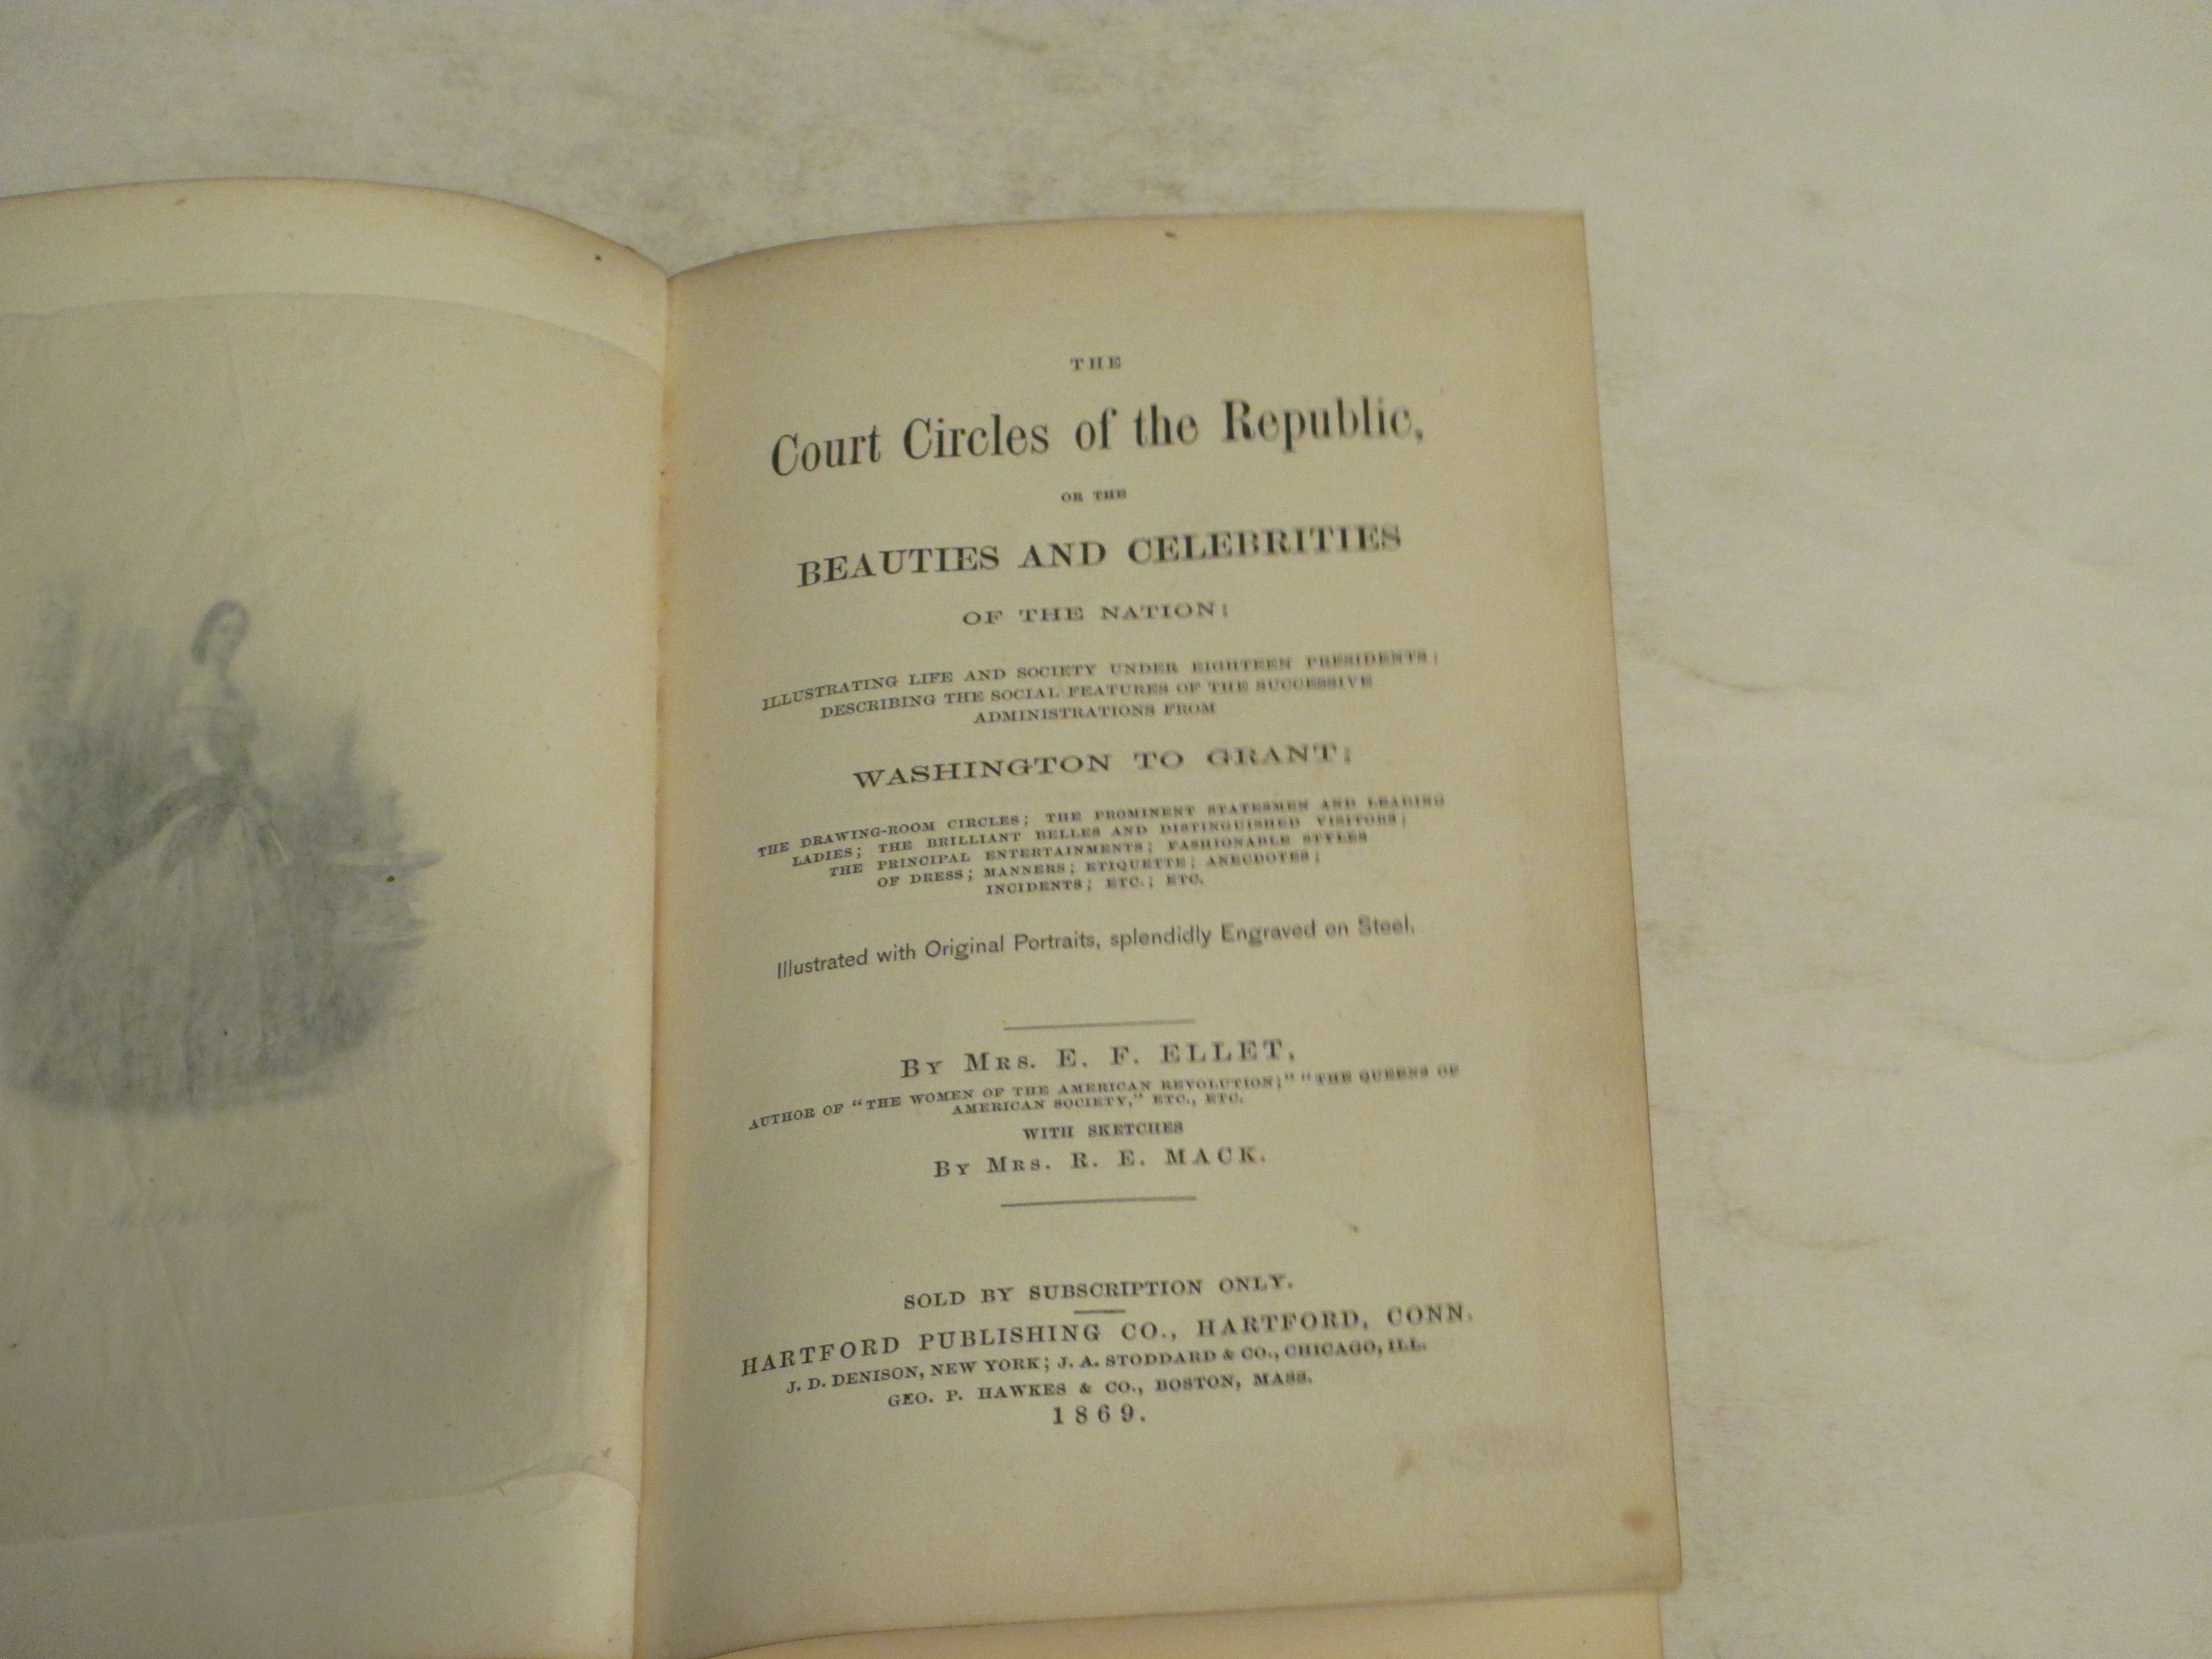 THE
Court Circles of the Republic,
OR THE
BEAUTIES AND CELEBRITIES
OF THE NATION;
ILLUSTRATING LIFE AND SOCIETY UNDER EIGHTEEN PRESIDENTS;
DESCRIBING THE SOCIAL FEATURES OF THE SUCCESSIVE
ADMINISTRATIONS FROM
WASHINGTON TO GRANT;
THE DRAWING-ROOM CIRCLES; THE PROMINENT STATESMEN AND LEADING
LADIES; THE BRILLIANT BELLES AND DISTINGUISHED VISITORS;
THE PRINCIPAL ENTERTAINMENTS; FASHIONABLE STYLES
OF DRESS; MANNERS; ETIQUETTE; ANECDOTES;
INCIDENTS; ETC.; ETC.
Illustrated with Original Portraits, splendidly Engraved on Steel.
BY MRS. E. F. ELLET,
AUTHOR OF "THE WOMEN OF THE AMERICAN REVOLUTION," "THE QUEENS OF
AMERICAN SOCIETY," ETC., ETC.
WITH SKETCHES
BY MRS. R. E. MACK.
SOLD BY SUBSCRIPTION ONLY.
HARTFORD PUBLISHING CO., HARTFORD, CONN.
J. D. DENISON, NEW YORK; J. A. STODDARD & CO., CHICAGO, ILL.
GEO. P. HAWKES & CO., BOSTON, MASS.
1869.